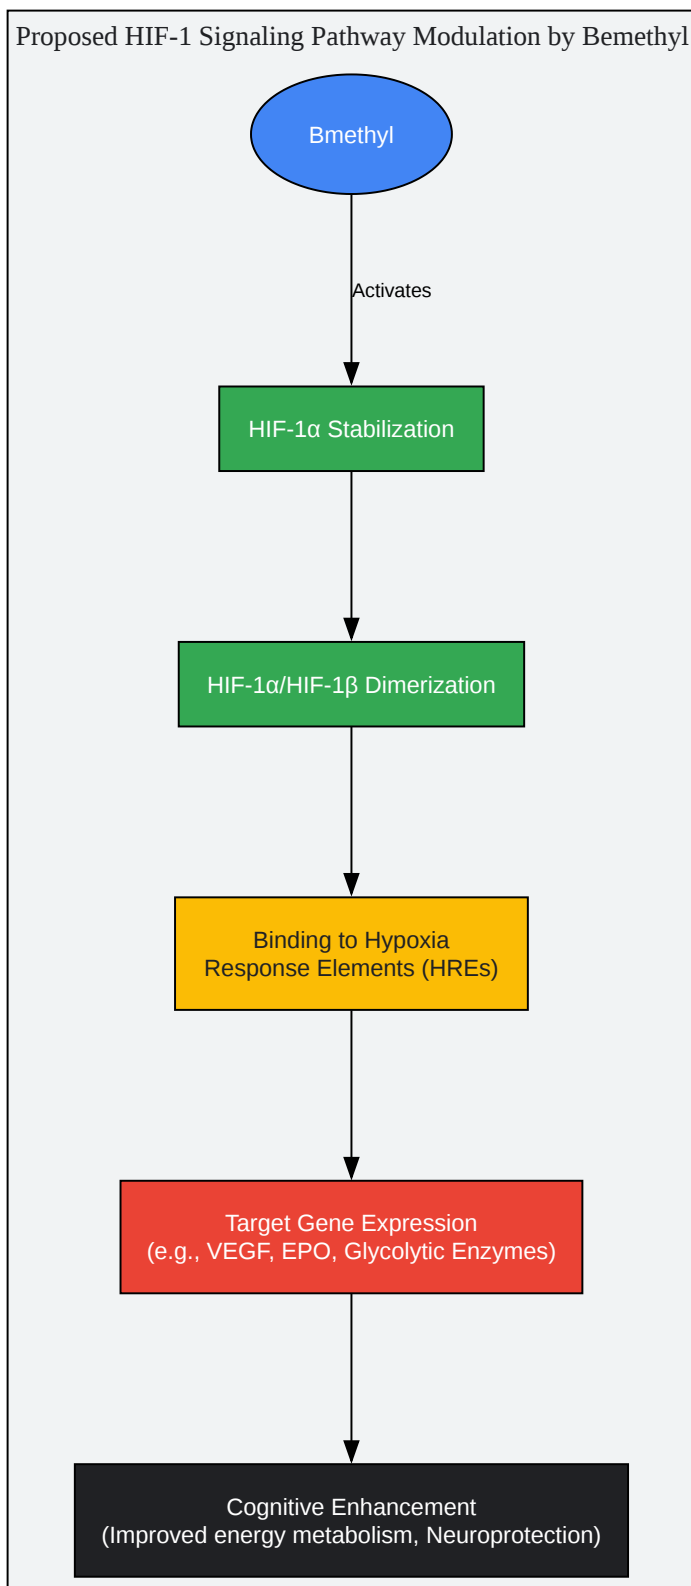 Proposed HIF-1 Signaling Pathway Modulation by Bemethyl
Bmethyl
Activates
HIF-1α Stabilization
HIF-1α/HIF-1β Dimerization
Binding to Hypoxia
Response Elements (HREs)
Target Gene Expression
(e.g., VEGF, EPO, Glycolytic Enzymes)
Cognitive Enhancement
(Improved energy metabolism, Neuroprotection)